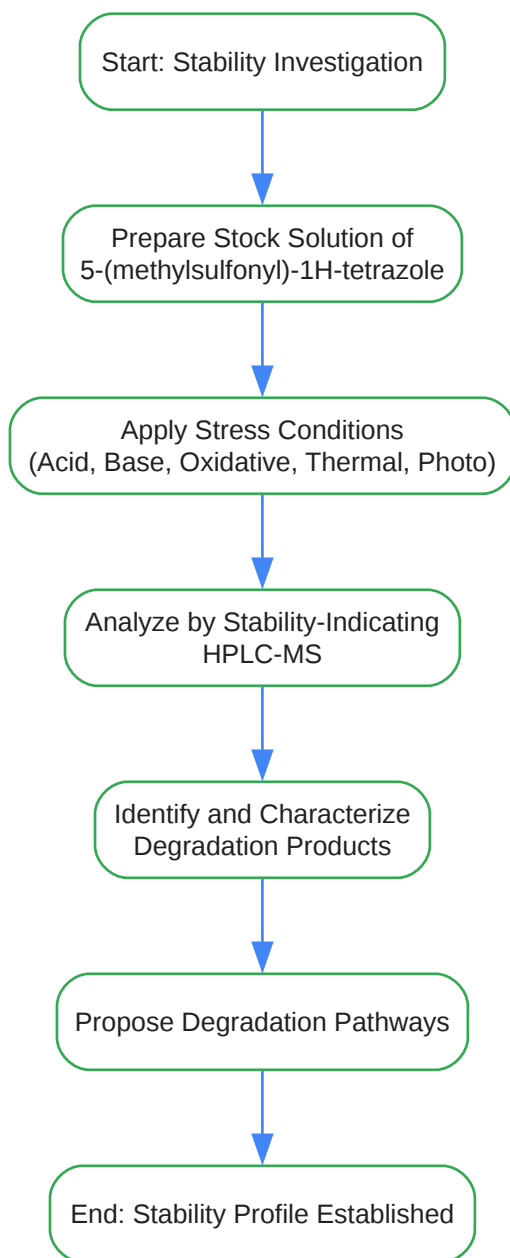 Start: Stability Investigation
Prepare Stock Solution of
5-(methylsulfonyl)-1H-tetrazole
Apply Stress Conditions
(Acid, Base, Oxidative, Thermal, Photo)
Analyze by Stability-Indicating
HPLC-MS
Identify and Characterize
Degradation Products
Propose Degradation Pathways
End: Stability Profile Established